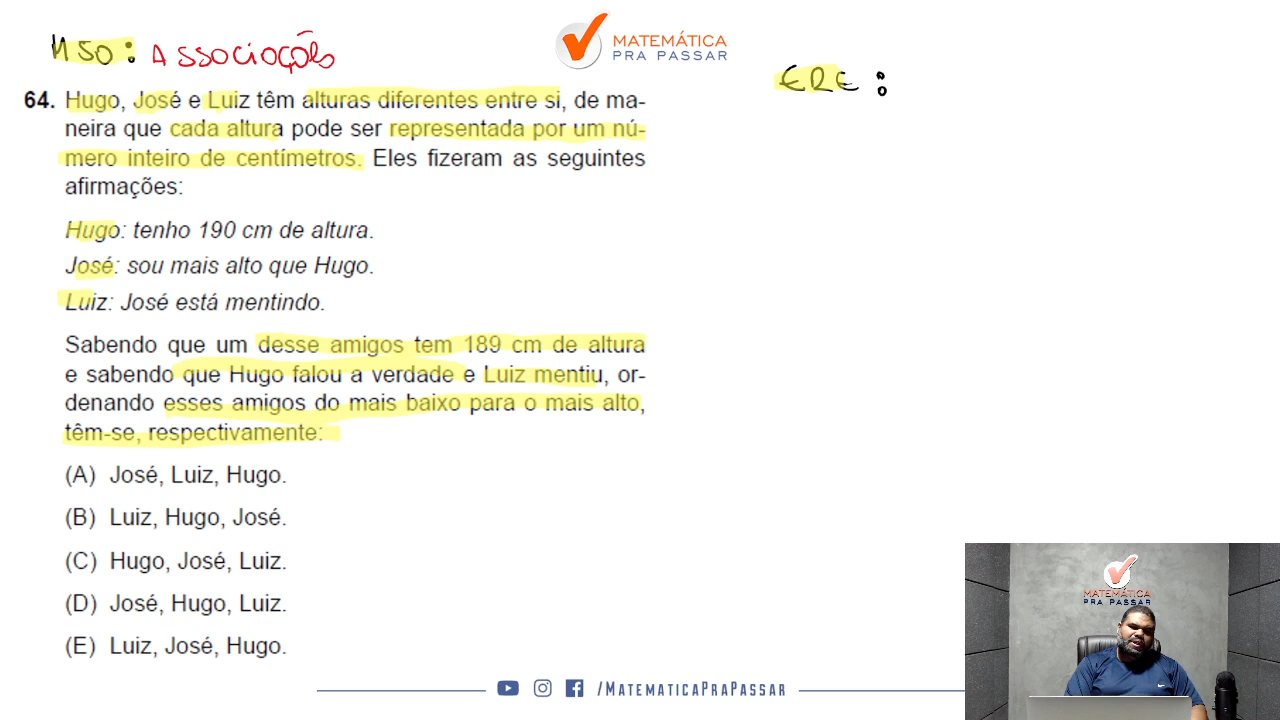 MSO: Associações
MATEMÁTICA
PRA PASSAR
ERE:
64. Hugo, José e Luiz têm alturas diferentes entre si, de ma-
neira que cada altura pode ser representada por um nú-
mero inteiro de centímetros. Eles fizeram as seguintes
afirmações:
Hugo: tenho 190 cm de altura.
José: sou mais alto que Hugo.
Luiz: José está mentindo.
Sabendo que um desse amigos tem 189 cm de altura
e sabendo que Hugo falou a verdade e Luiz mentiu, or-
denando esses amigos do mais baixo para o mais alto,
têm-se, respectivamente:
(A) José, Luiz, Hugo.
(B) Luiz, Hugo, José.
(C) Hugo, José, Luiz.
(D) José, Hugo, Luiz.
(E) Luiz, José, Hugo.
MATEMÁTICA
PRA PASSAR
/MATEMATICAPRAPASSAR